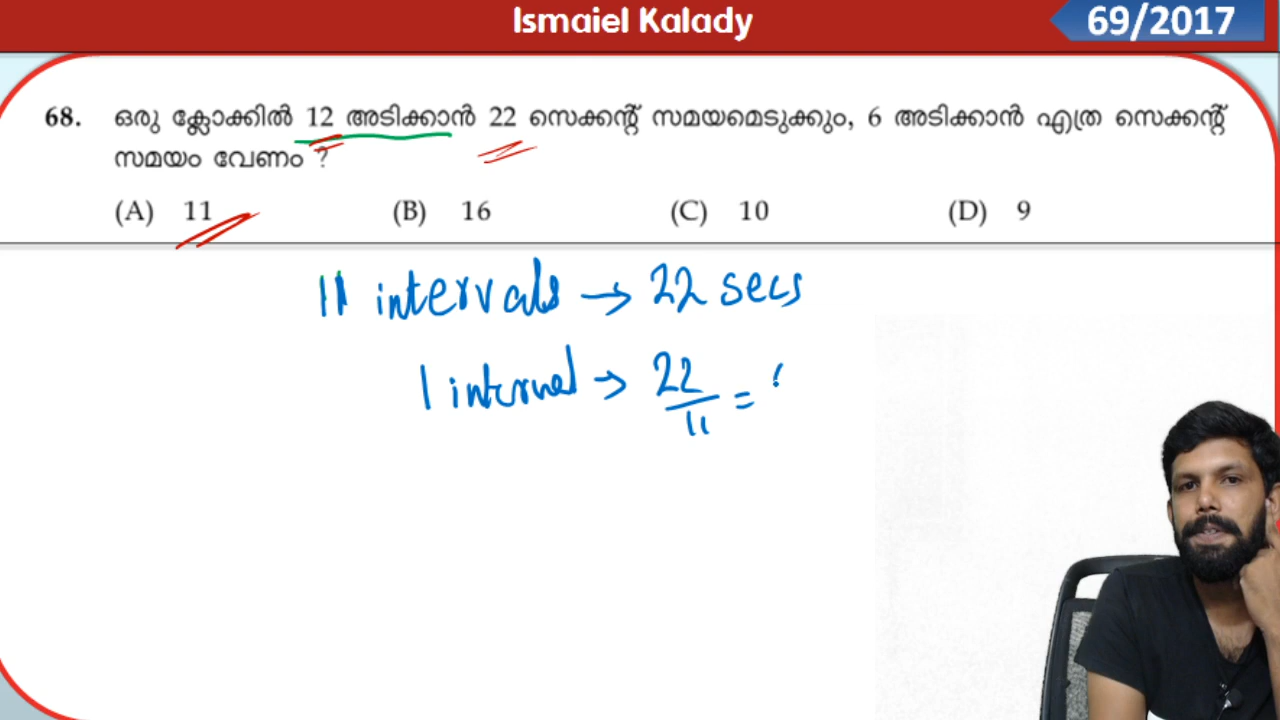 Ismaiel Kalady
69/2017
68. ഒരു ക്ലോക്കിൽ 12 അടിക്കാൻ 22 സെക്കന്റ് സമയമെടുക്കും, 6 അടിക്കാൻ എത്ര സെക്കന്റ്
സമയം വേണം ?
(A) 11 (B) 16 (C) 10 (D) 9
11 intervals → 22 secs
1 interval → 22/11 =